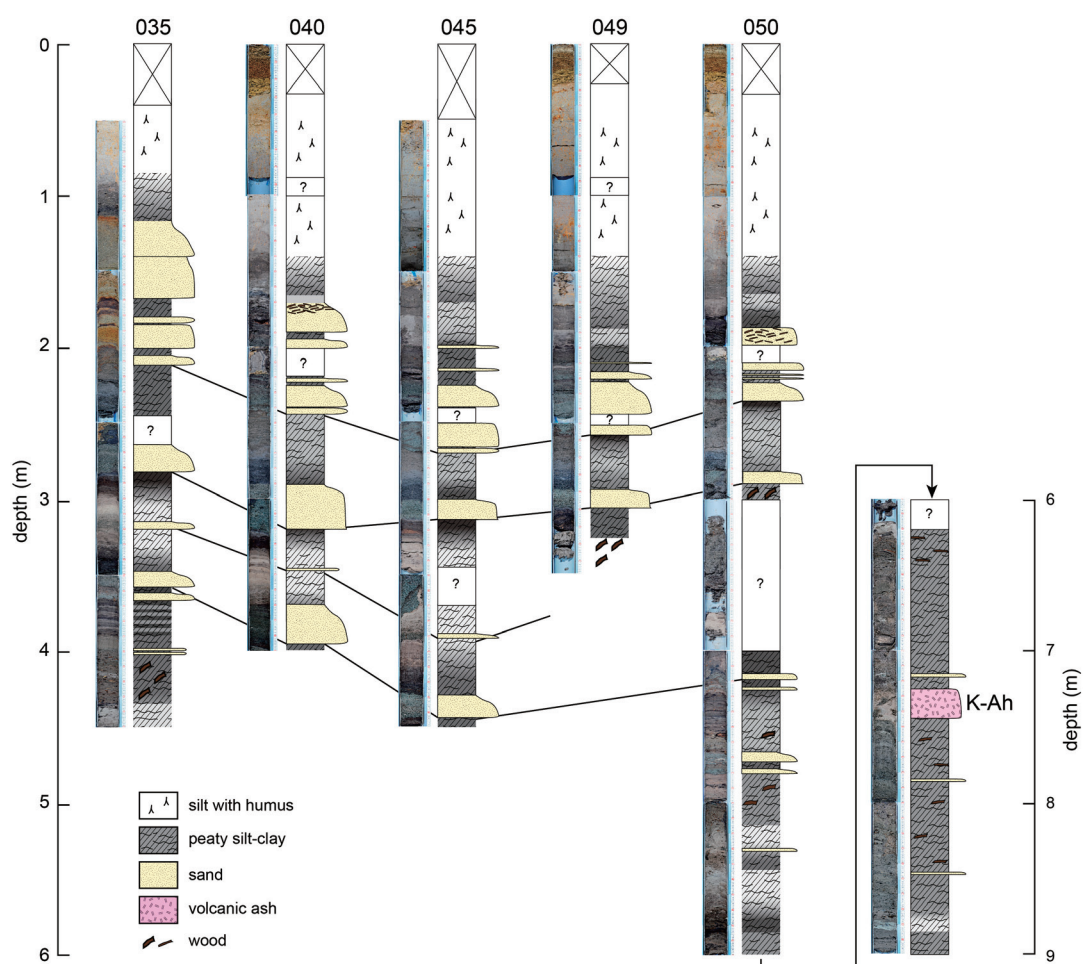 035 040 045 049 050
0
1
2
3
4
5
6
depth (m)
?
?
?
?
?
?
?
?
?
6
7
8
9
depth (m)
K-Ah
silt with humus
peaty silt-clay
sand
volcanic ash
wood